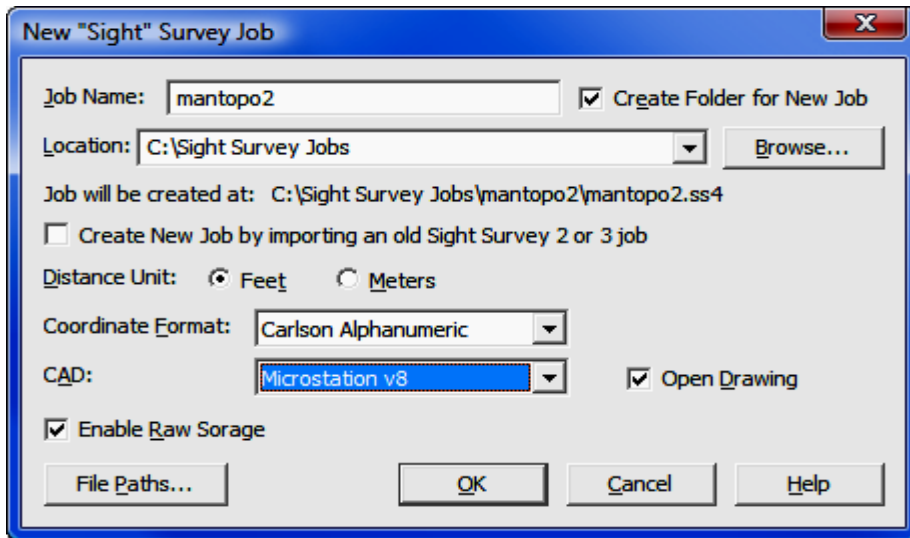 New "Sight" Survey Job
X
Job Name: mantopo2 Create Folder for New Job
Location: C:\Sight Survey Jobs Browse...
Job will be created at: C:\Sight Survey Jobs\mantopo2\mantopo2.ss4
Create New Job by importing an old Sight Survey 2 or 3 job
Distance Unit: Feet Meters
Coordinate Format: Carlson Alphanumeric
CAD: Microstation v8 Open Drawing
Enable Raw Sorage
File Paths... OK Cancel Help